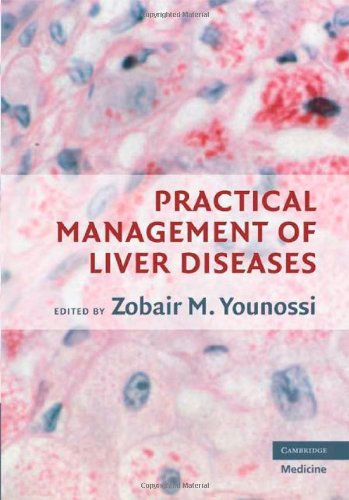 PRACTICAL
MANAGEMENT OF
LIVER DISEASES
EDITED BY Zobair M. Younossi
CAMBRIDGE
Medicine